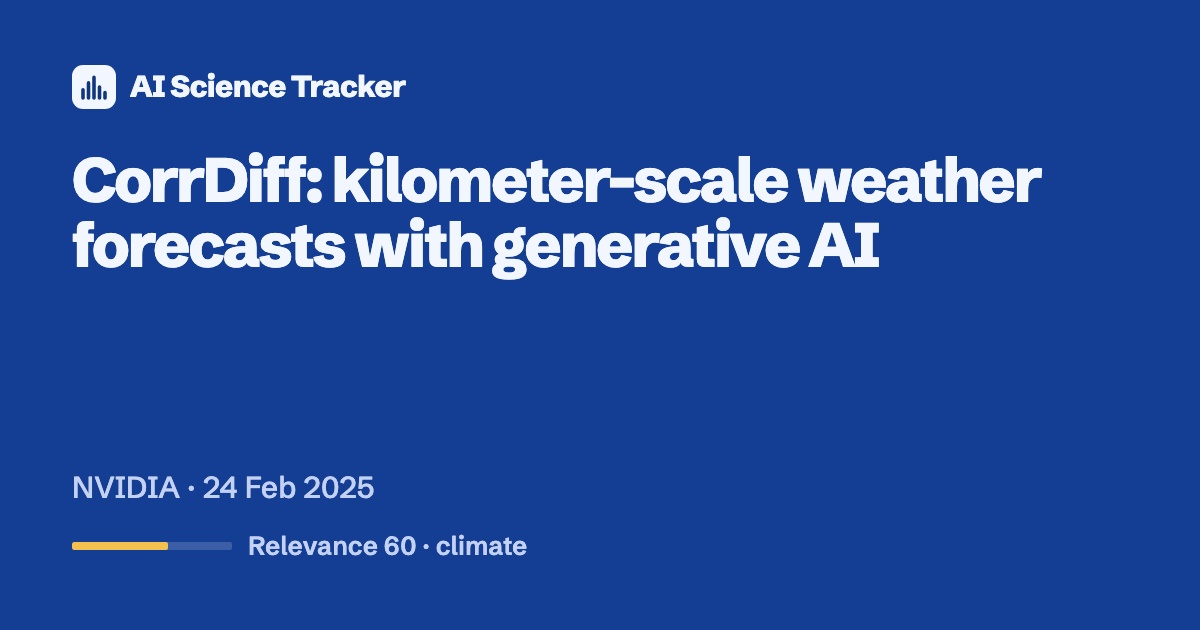 AI Science Tracker
CorrDiff: kilometer-scale weather
forecasts with generative AI
NVIDIA · 24 Feb 2025
Relevance 60 · climate